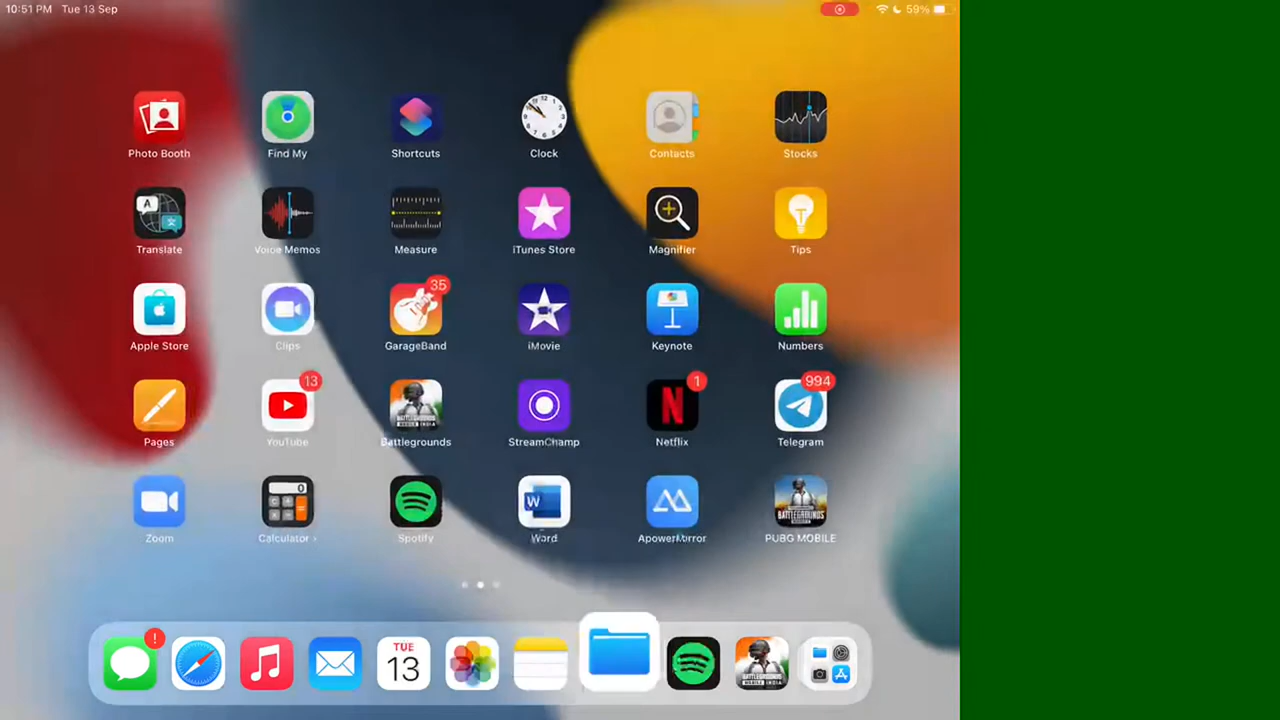 10:51 PM Tue 13 Sep 59%
Photo Booth Find My Shortcuts Clock Contacts Stocks
Translate Voice Memos Measure iTunes Store Magnifier Tips
35
Apple Store Clips GarageBand iMovie Keynote Numbers
13 1 994
Pages YouTube Battlegrounds StreamChamp Netflix Telegram
Zoom Calculator Spotify Word ApowerMirror PUBG MOBILE
TUE
13